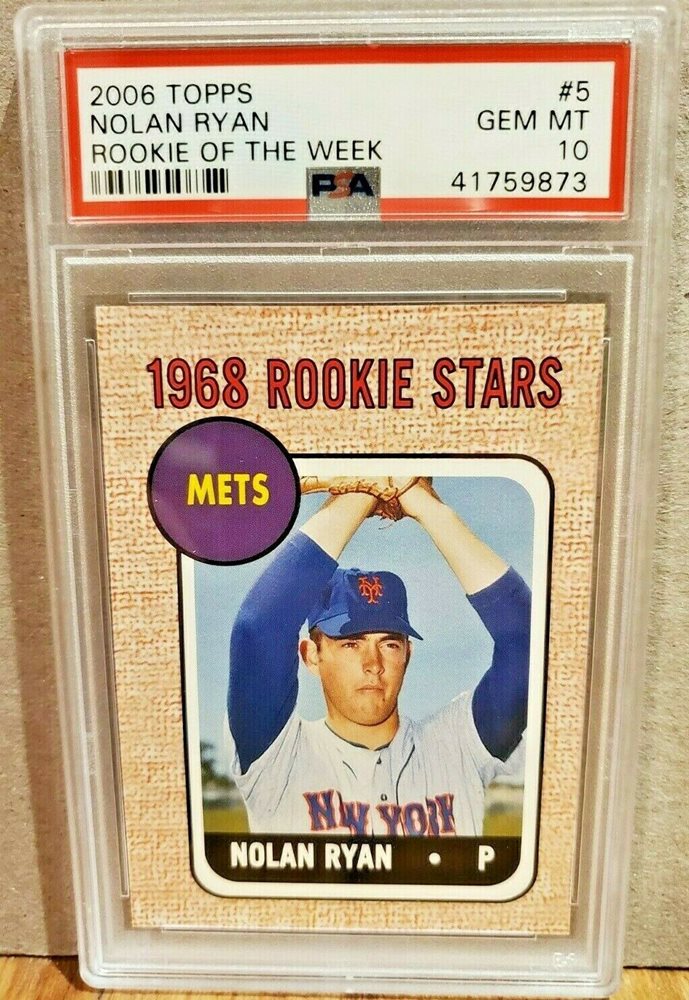 2006 TOPPS #5
NOLAN RYAN GEM MT
ROOKIE OF THE WEEK 10
PSA 41759873
1968 ROOKIE STARS
METS
NY
NEW YORK
NOLAN RYAN • P